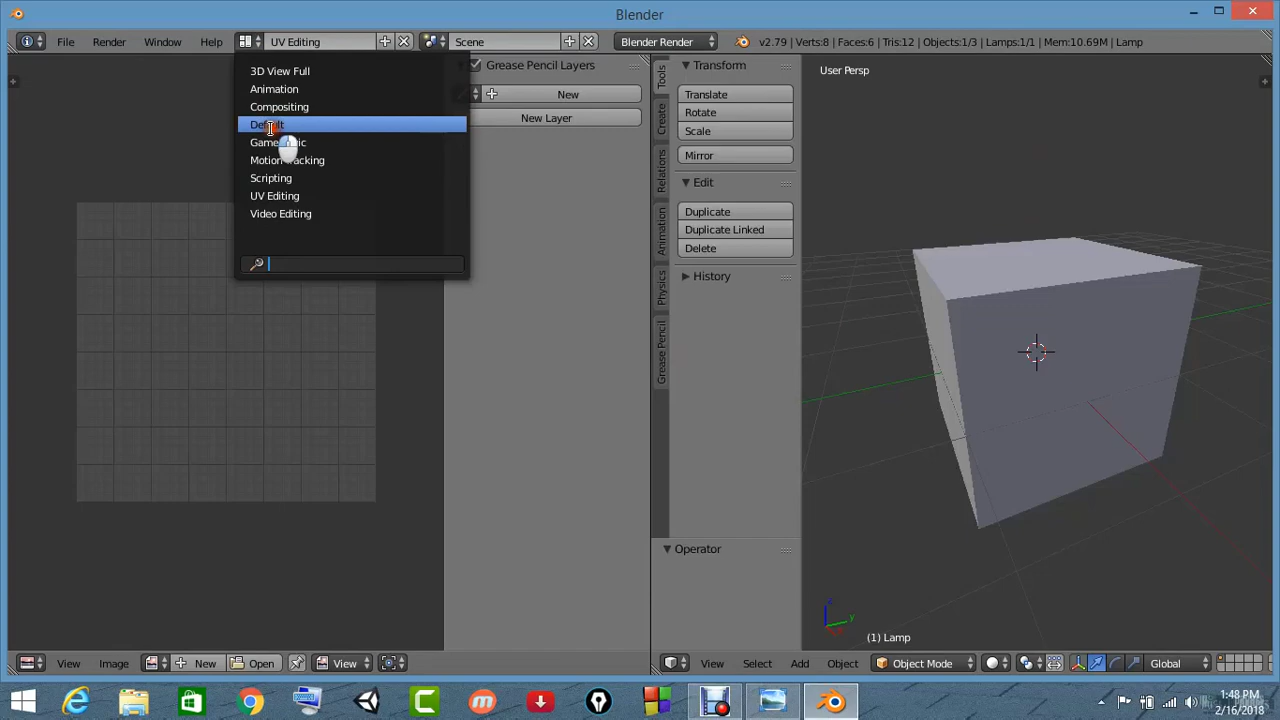 Blender
File Render Window Help UV Editing Scene Blender Render v2.79 | Verts:8 | Faces:6 | Tris:12 | Objects:1/3 | Lamps:1/1 | Mem:10.69M | Lamp
3D View Full
Animation
Compositing
Motion Tracking
Scripting
UV Editing
Video Editing
Grease Pencil Layers
New
New Layer
Tools
Create
Relations
Animation
Physics
Grease Pencil
Transform
Translate
Rotate
Scale
Mirror
Edit
Duplicate
Duplicate Linked
Delete
History
Operator
User Persp
(1) Lamp
View Image New Open View
View Select Add Object Object Mode Global
1:48 PM
2/16/2018